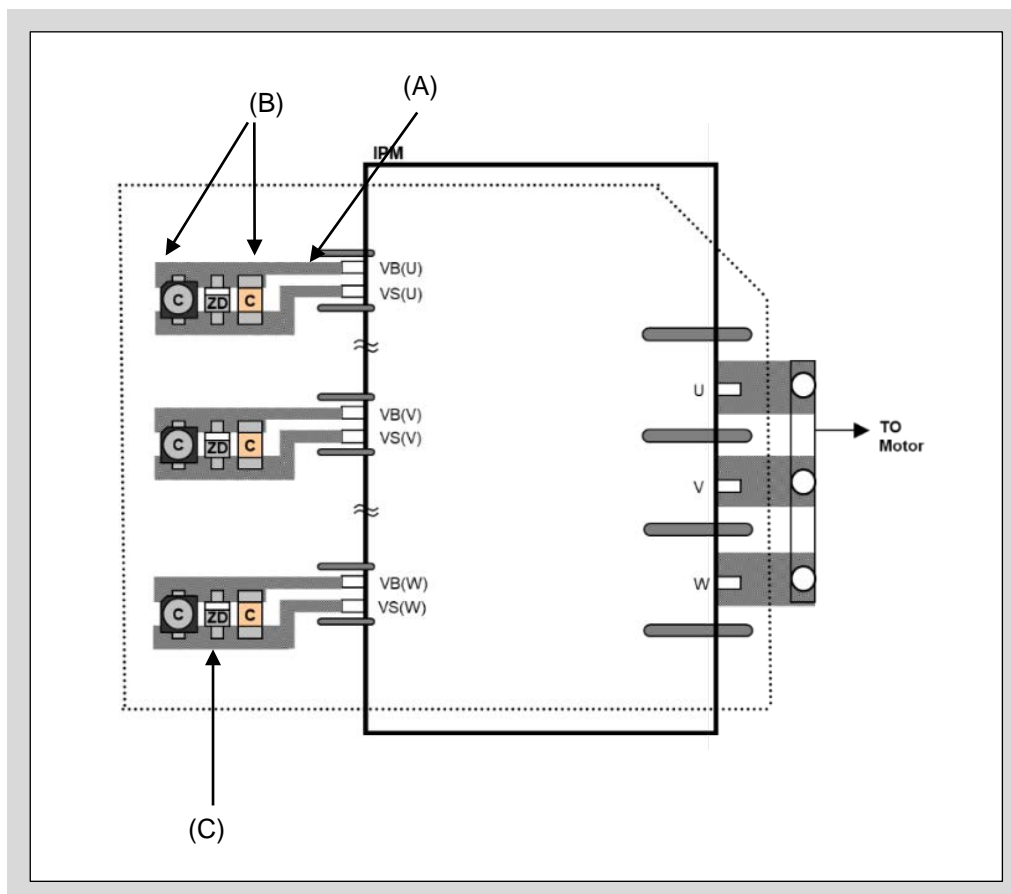 (A)
(B)
IPM
VB(U)
C ZD C
VS(U)
U
VB(V)
C ZD C
VS(V)
TO
Motor
V
VB(W)
W
C ZD C
VS(W)
(C)